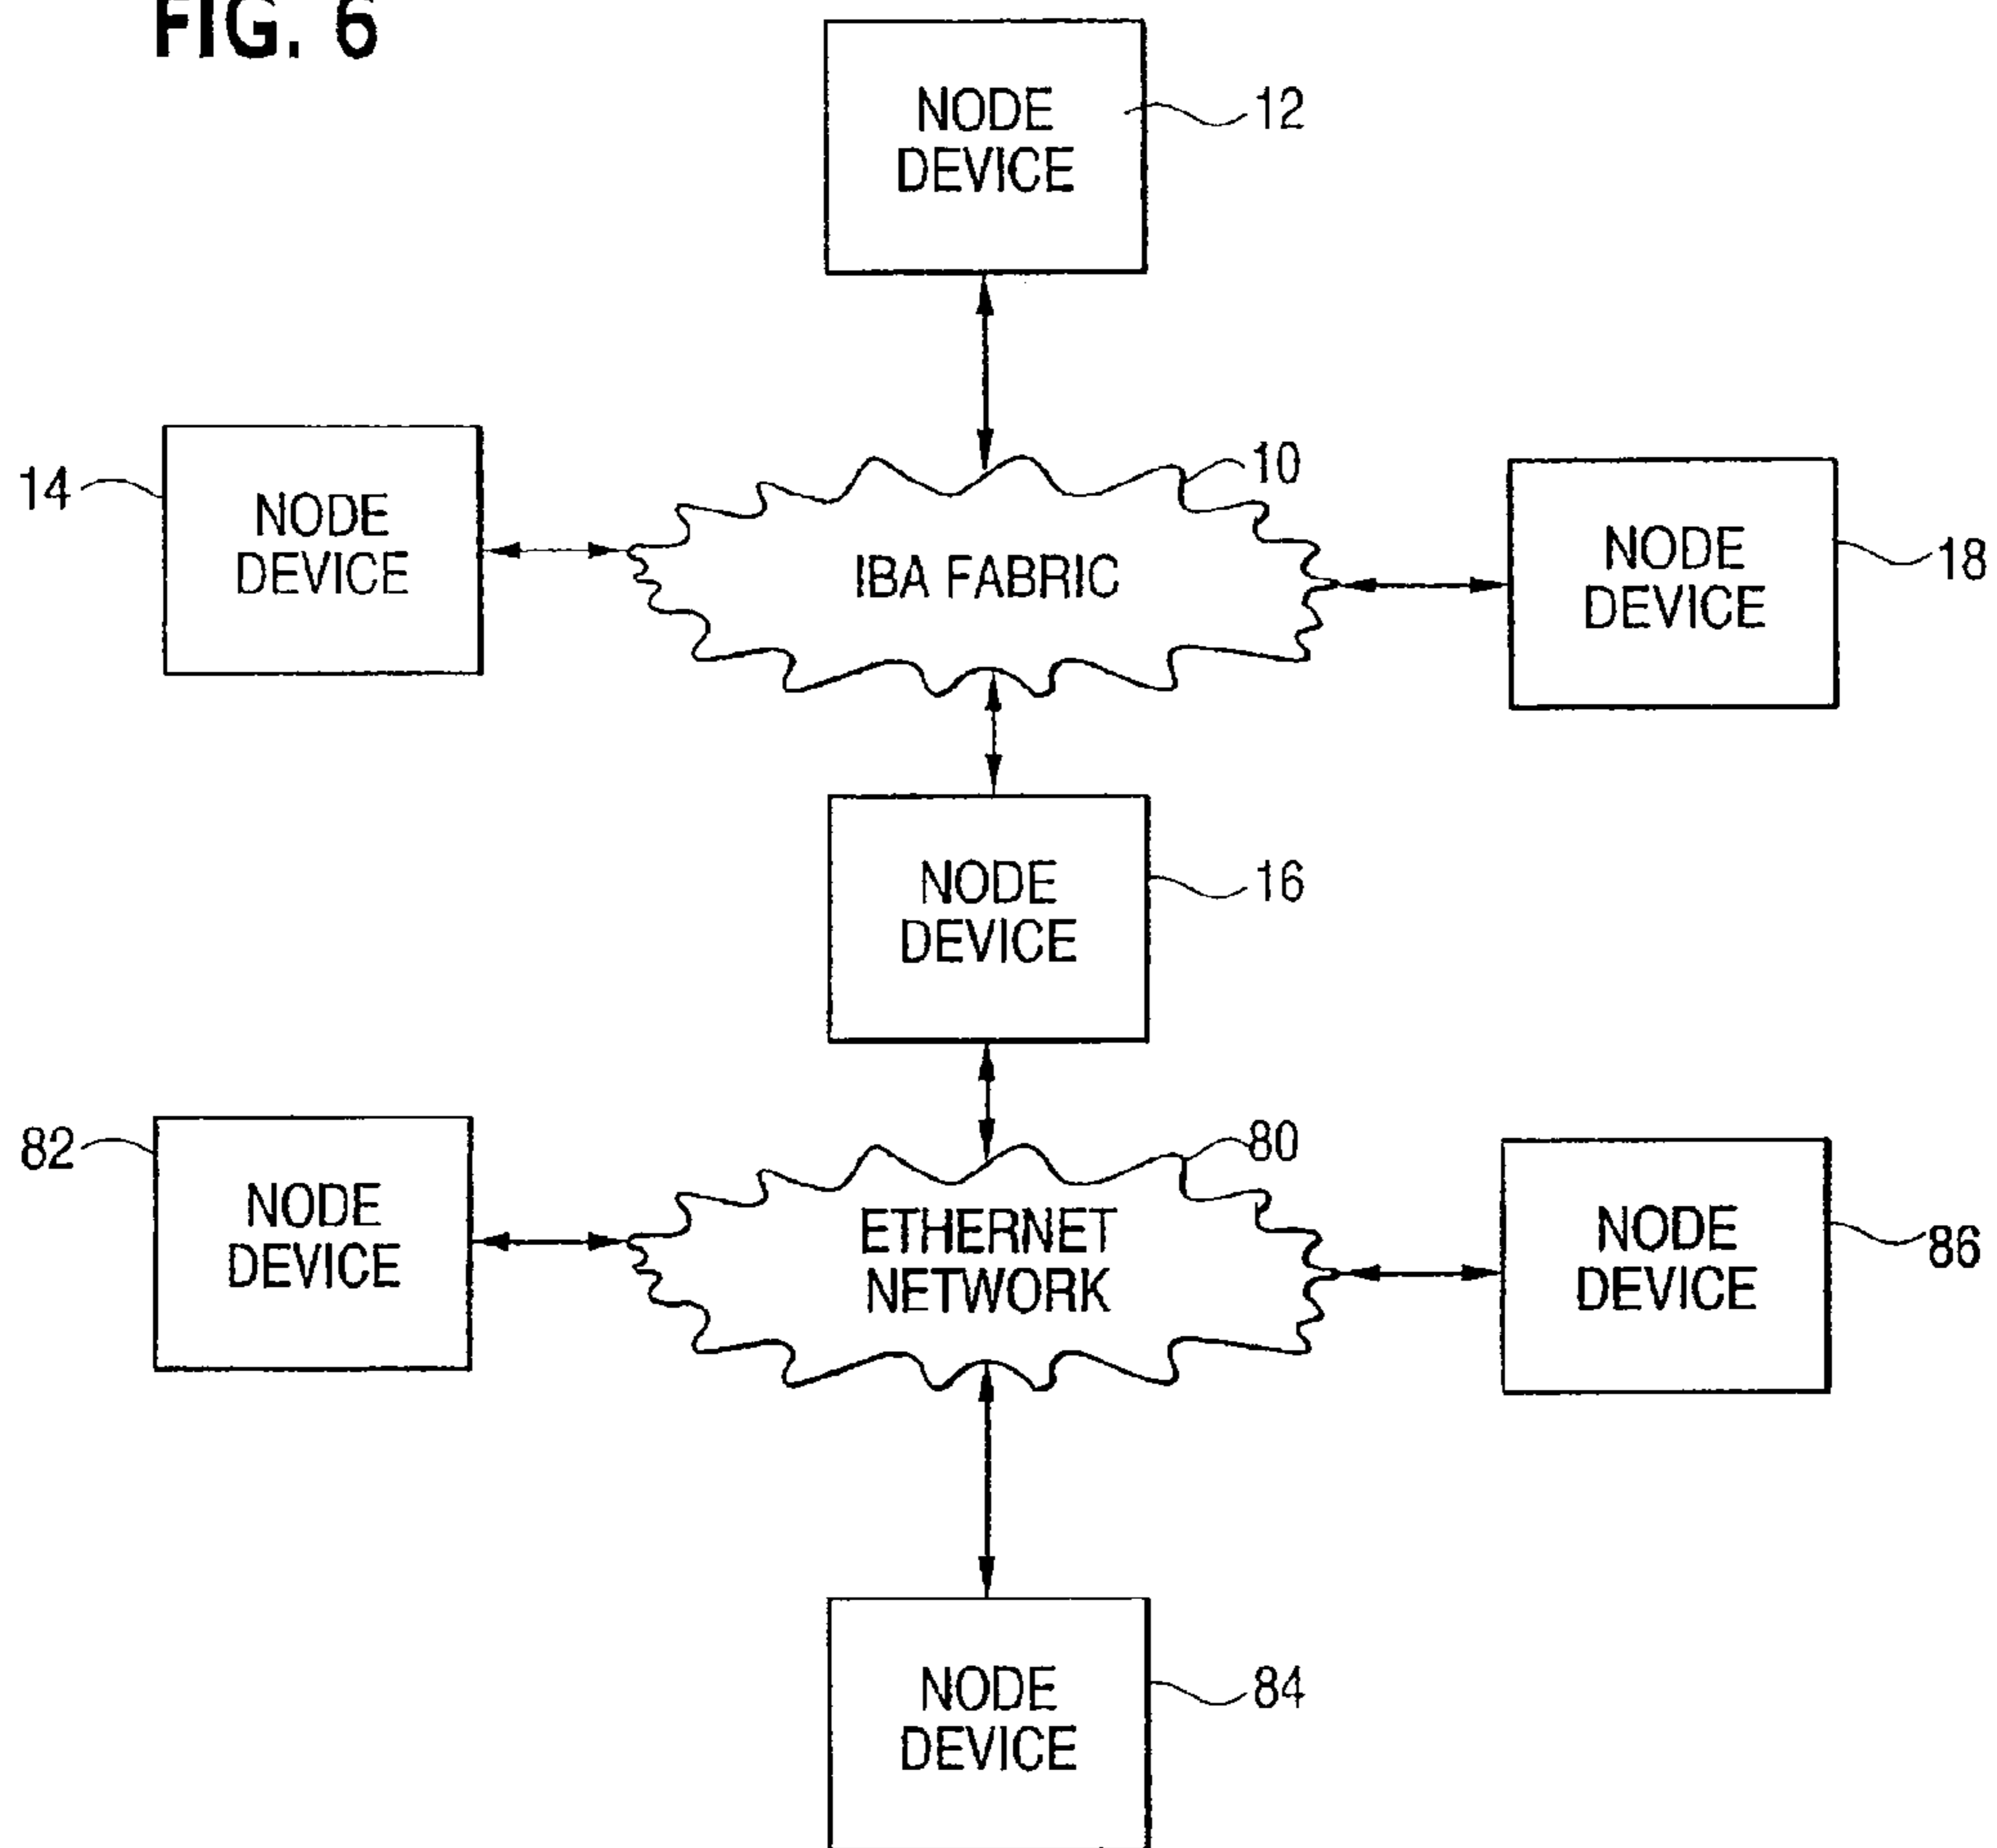 FIG. 6
NODE
DEVICE
12
14
NODE
DEVICE
10
IBA FABRIC
NODE
DEVICE
18
NODE
DEVICE
16
82
NODE
DEVICE
80
ETHERNET
NETWORK
NODE
DEVICE
86
NODE
DEVICE
84